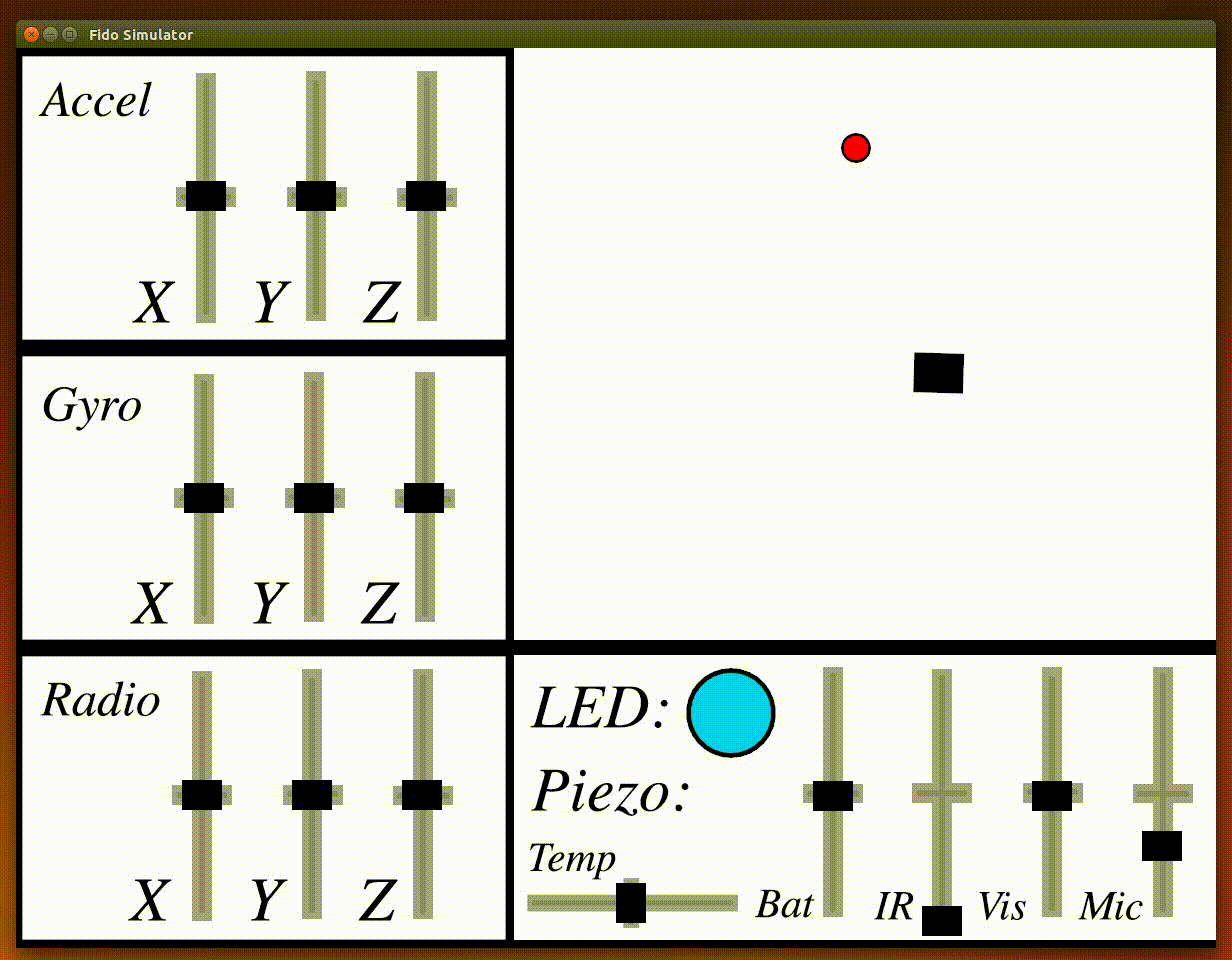 Fido Simulator
Accel
X Y Z
Gyro
X Y Z
Radio
X Y Z
LED:
Piezo:
Temp
Bat IR Vis Mic